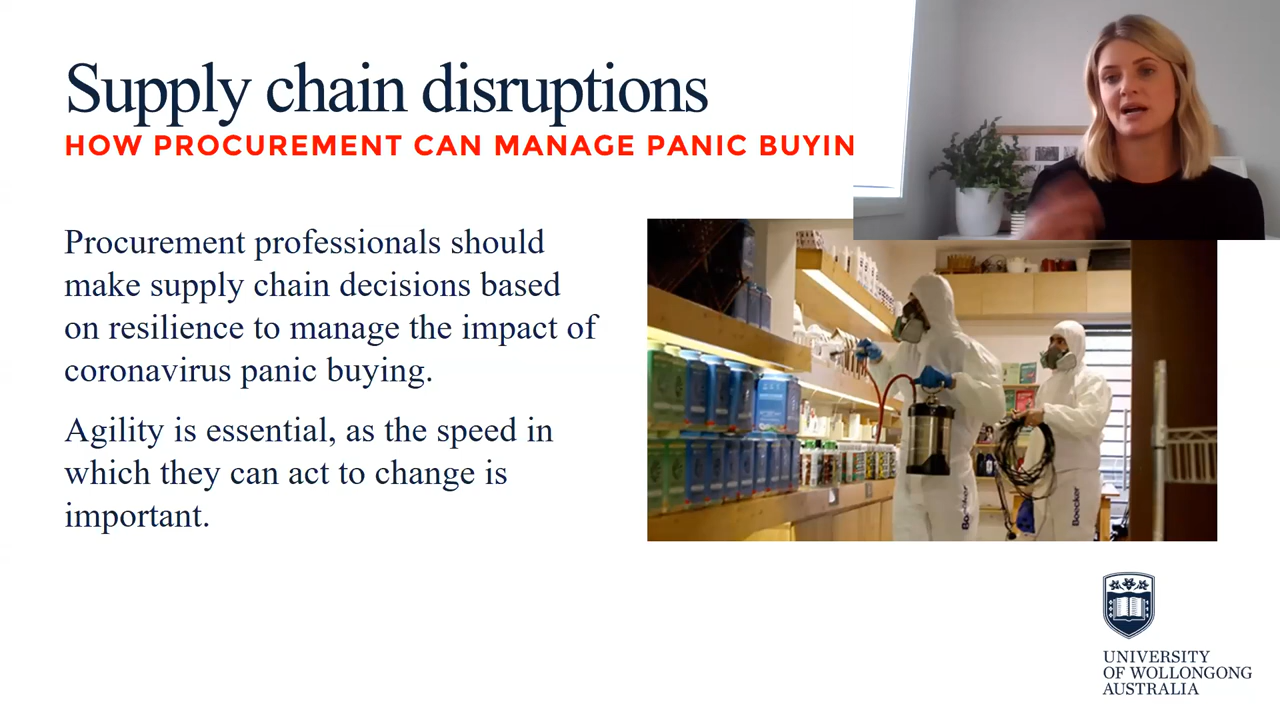 Supply chain disruptions
HOW PROCUREMENT CAN MANAGE PANIC BUYIN
Procurement professionals should
make supply chain decisions based
on resilience to manage the impact of
coronavirus panic buying.
Agility is essential, as the speed in
which they can act to change is
important.
Boecker
Boecker
UNIVERSITY
OF WOLLONGONG
AUSTRALIA